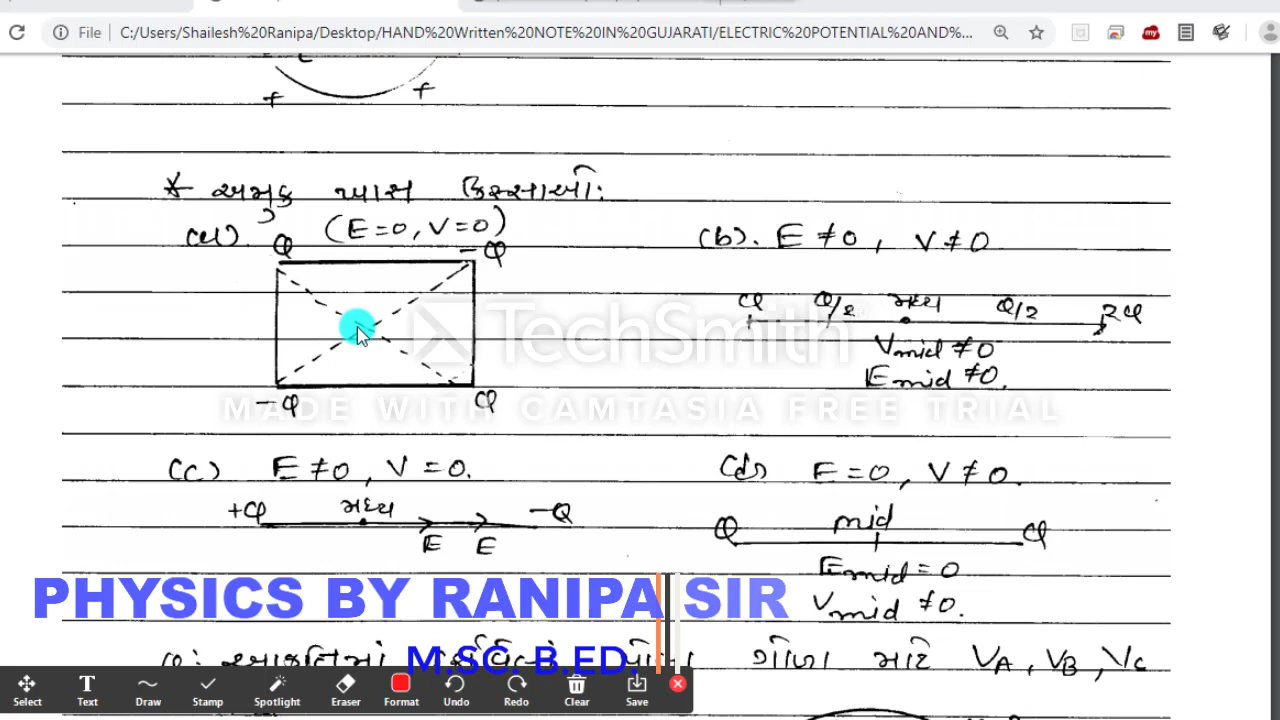 File C:/Users/Shailesh%20Ranipa/Desktop/HAND%20Written%20NOTE%20IN%20GUJARATI/ELECTRIC%20POTENTIAL%20AND%...
+ +
* અમુક ખાસ કિસ્સાઓ:
(a). (E=0, V=0)
Q -Q
-Q Q
(b). E ≠ 0, V ≠ 0
Q Q/2 મધ્ય Q/2 2Q
Vmid ≠ 0
Emid ≠ 0.
TechSmith
MADE WITH CAMTASIA FREE TRIAL
(c) E ≠ 0, V = 0.
+Q મધ્ય -Q
E E
(d) E = 0, V ≠ 0.
Q mid Q
Emid = 0
Vmid ≠ 0.
PHYSICS BY RANIPA SIR
M.SC. B.ED.
ગોળા માટે VA, VB, VC
Select Text Draw Stamp Spotlight Eraser Format Undo Redo Clear Save